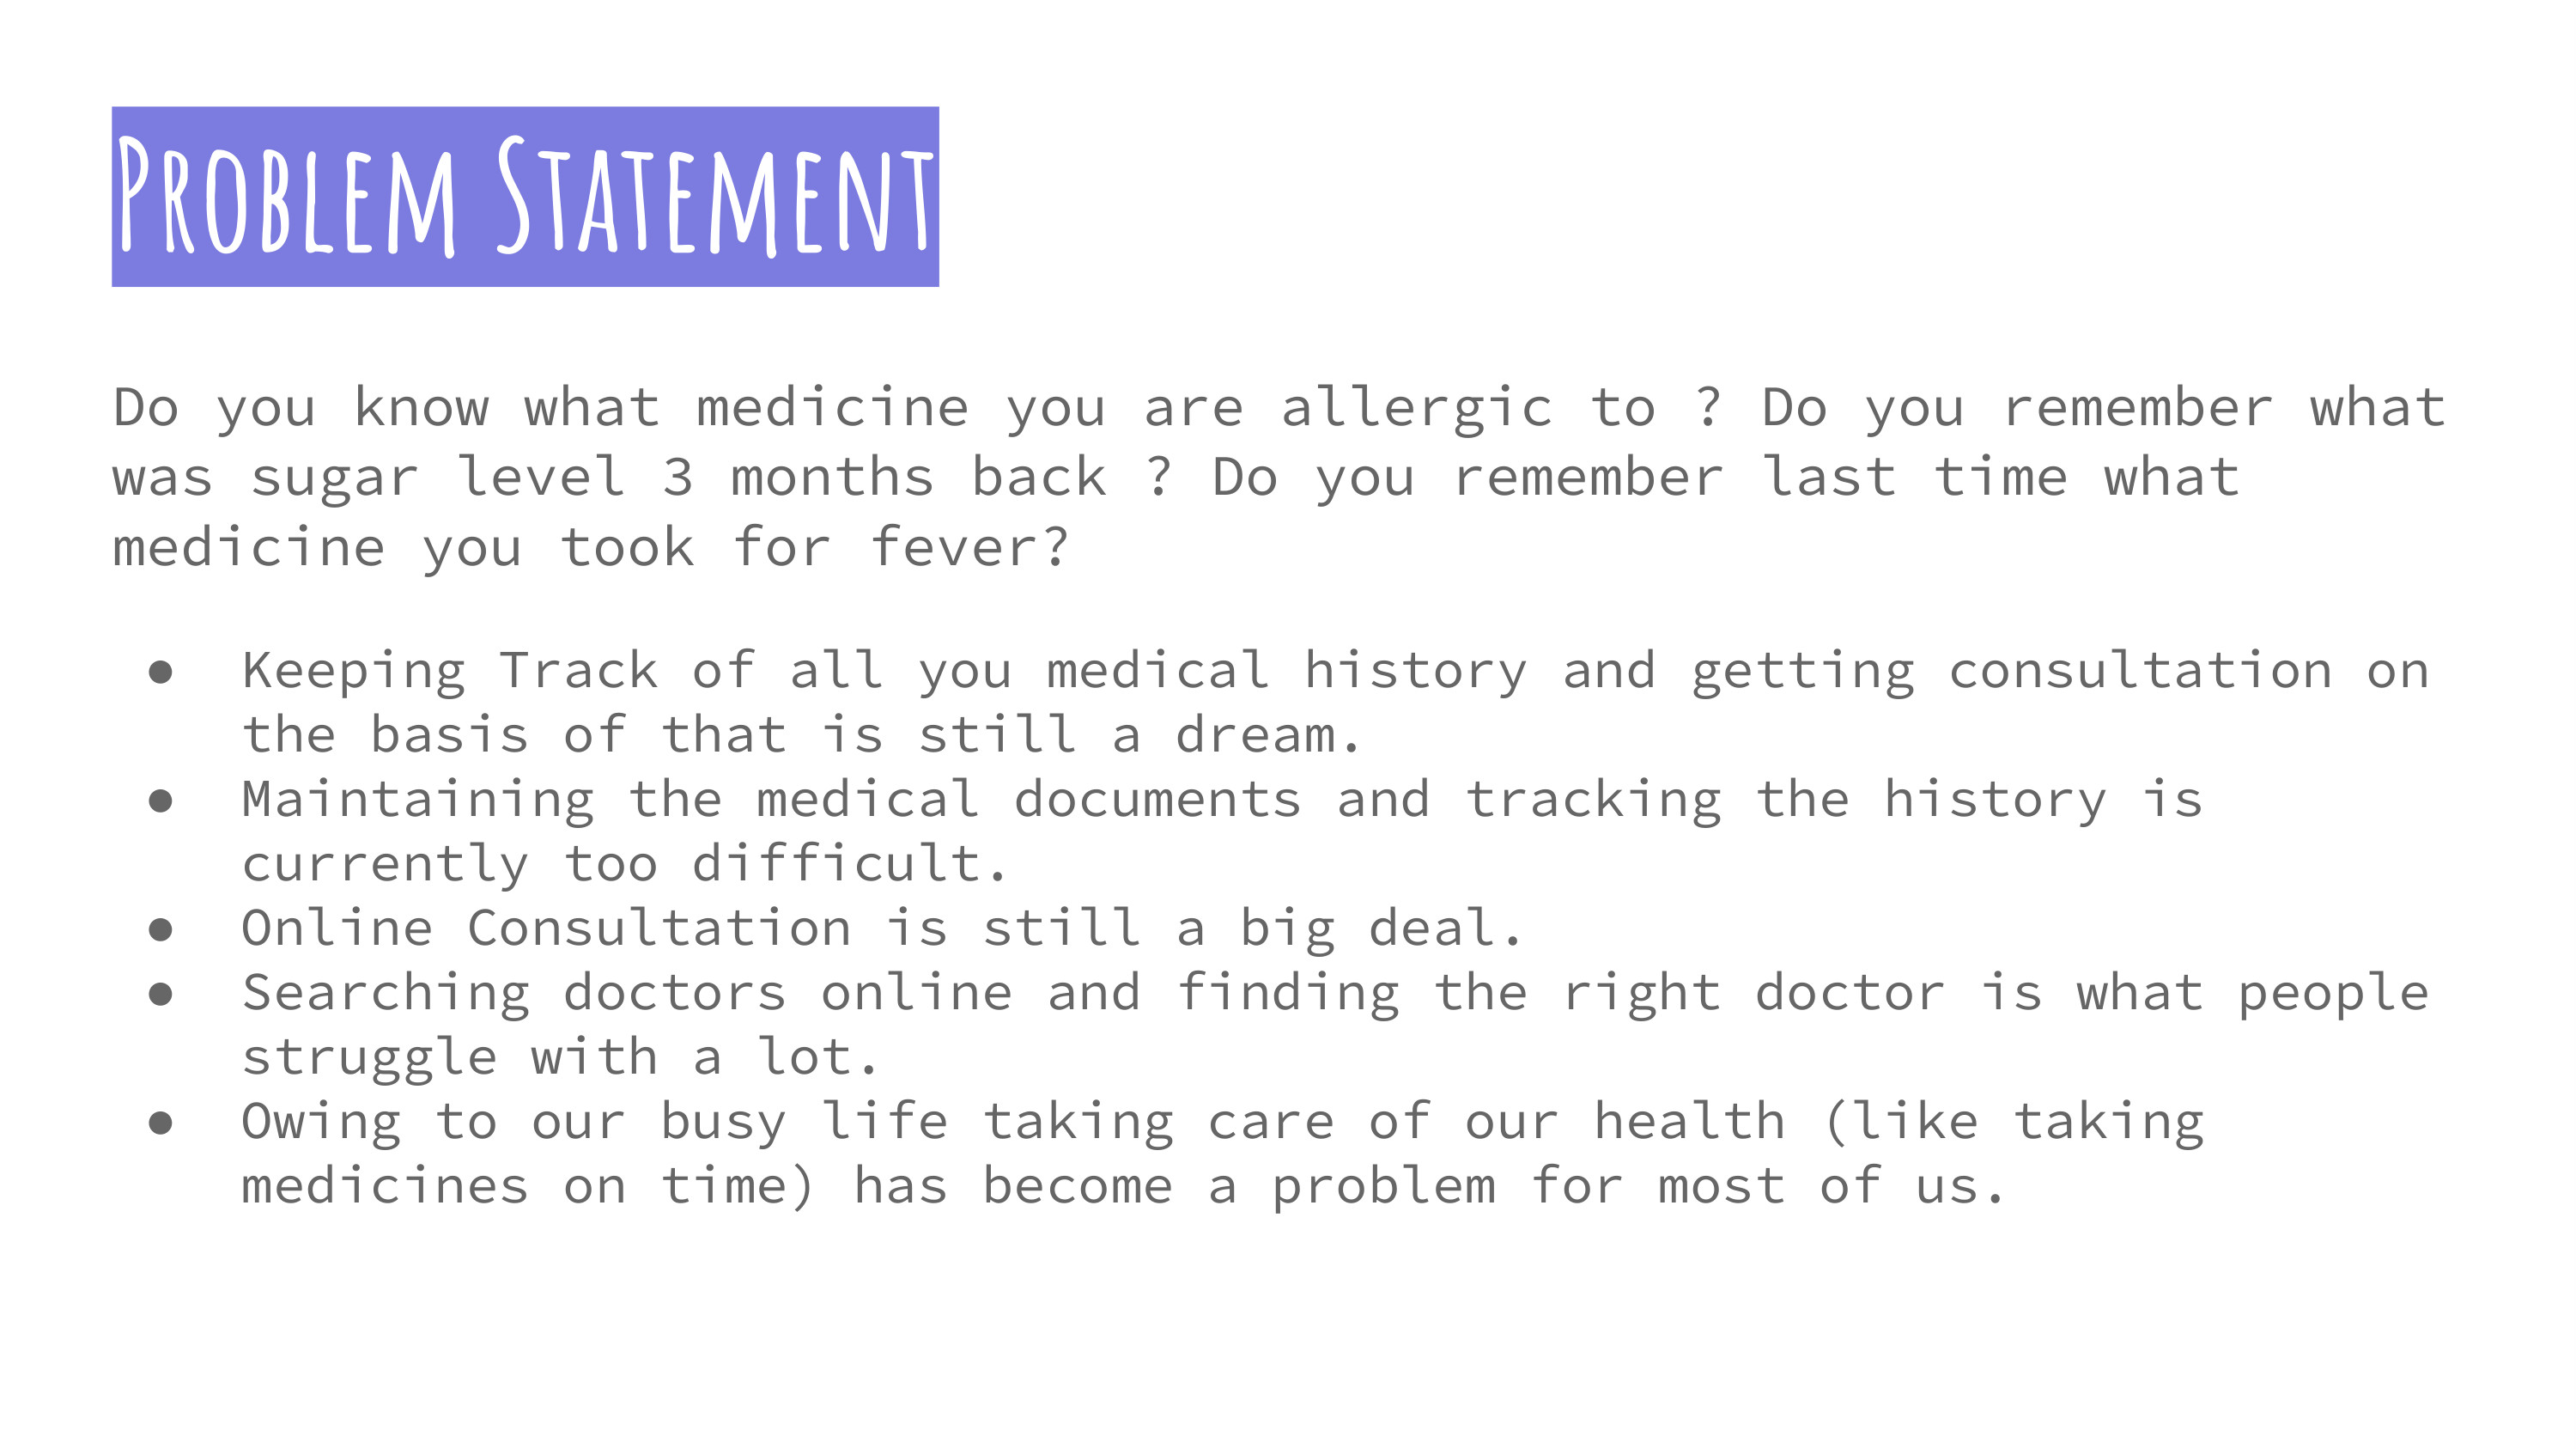 Problem Statement
Do you know what medicine you are allergic to ? Do you remember what
was sugar level 3 months back ? Do you remember last time what
medicine you took for fever?
● Keeping Track of all you medical history and getting consultation on
the basis of that is still a dream.
● Maintaining the medical documents and tracking the history is
currently too difficult.
● Online Consultation is still a big deal.
● Searching doctors online and finding the right doctor is what people
struggle with a lot.
● Owing to our busy life taking care of our health (like taking
medicines on time) has become a problem for most of us.